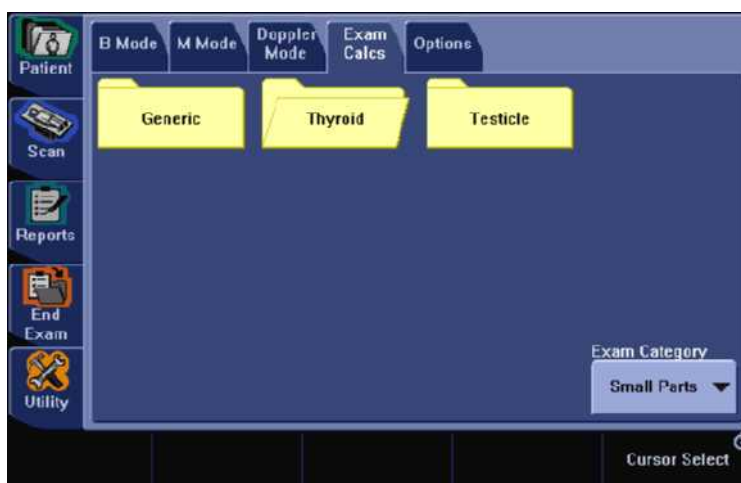 Patient
Scan
Reports
End
Exam
Utility
B Mode
M Mode
Doppler
Mode
Exam
Calcs
Options
Generic
Thyroid
Testicle
Exam Category
Small Parts
Cursor Select